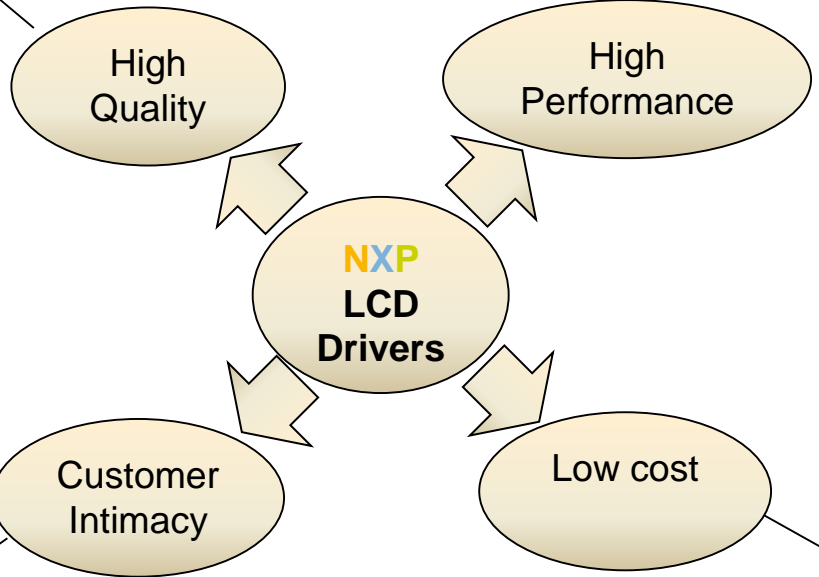 High
Quality
High
Performance
NXP
LCD
Drivers
Customer
Intimacy
Low cost